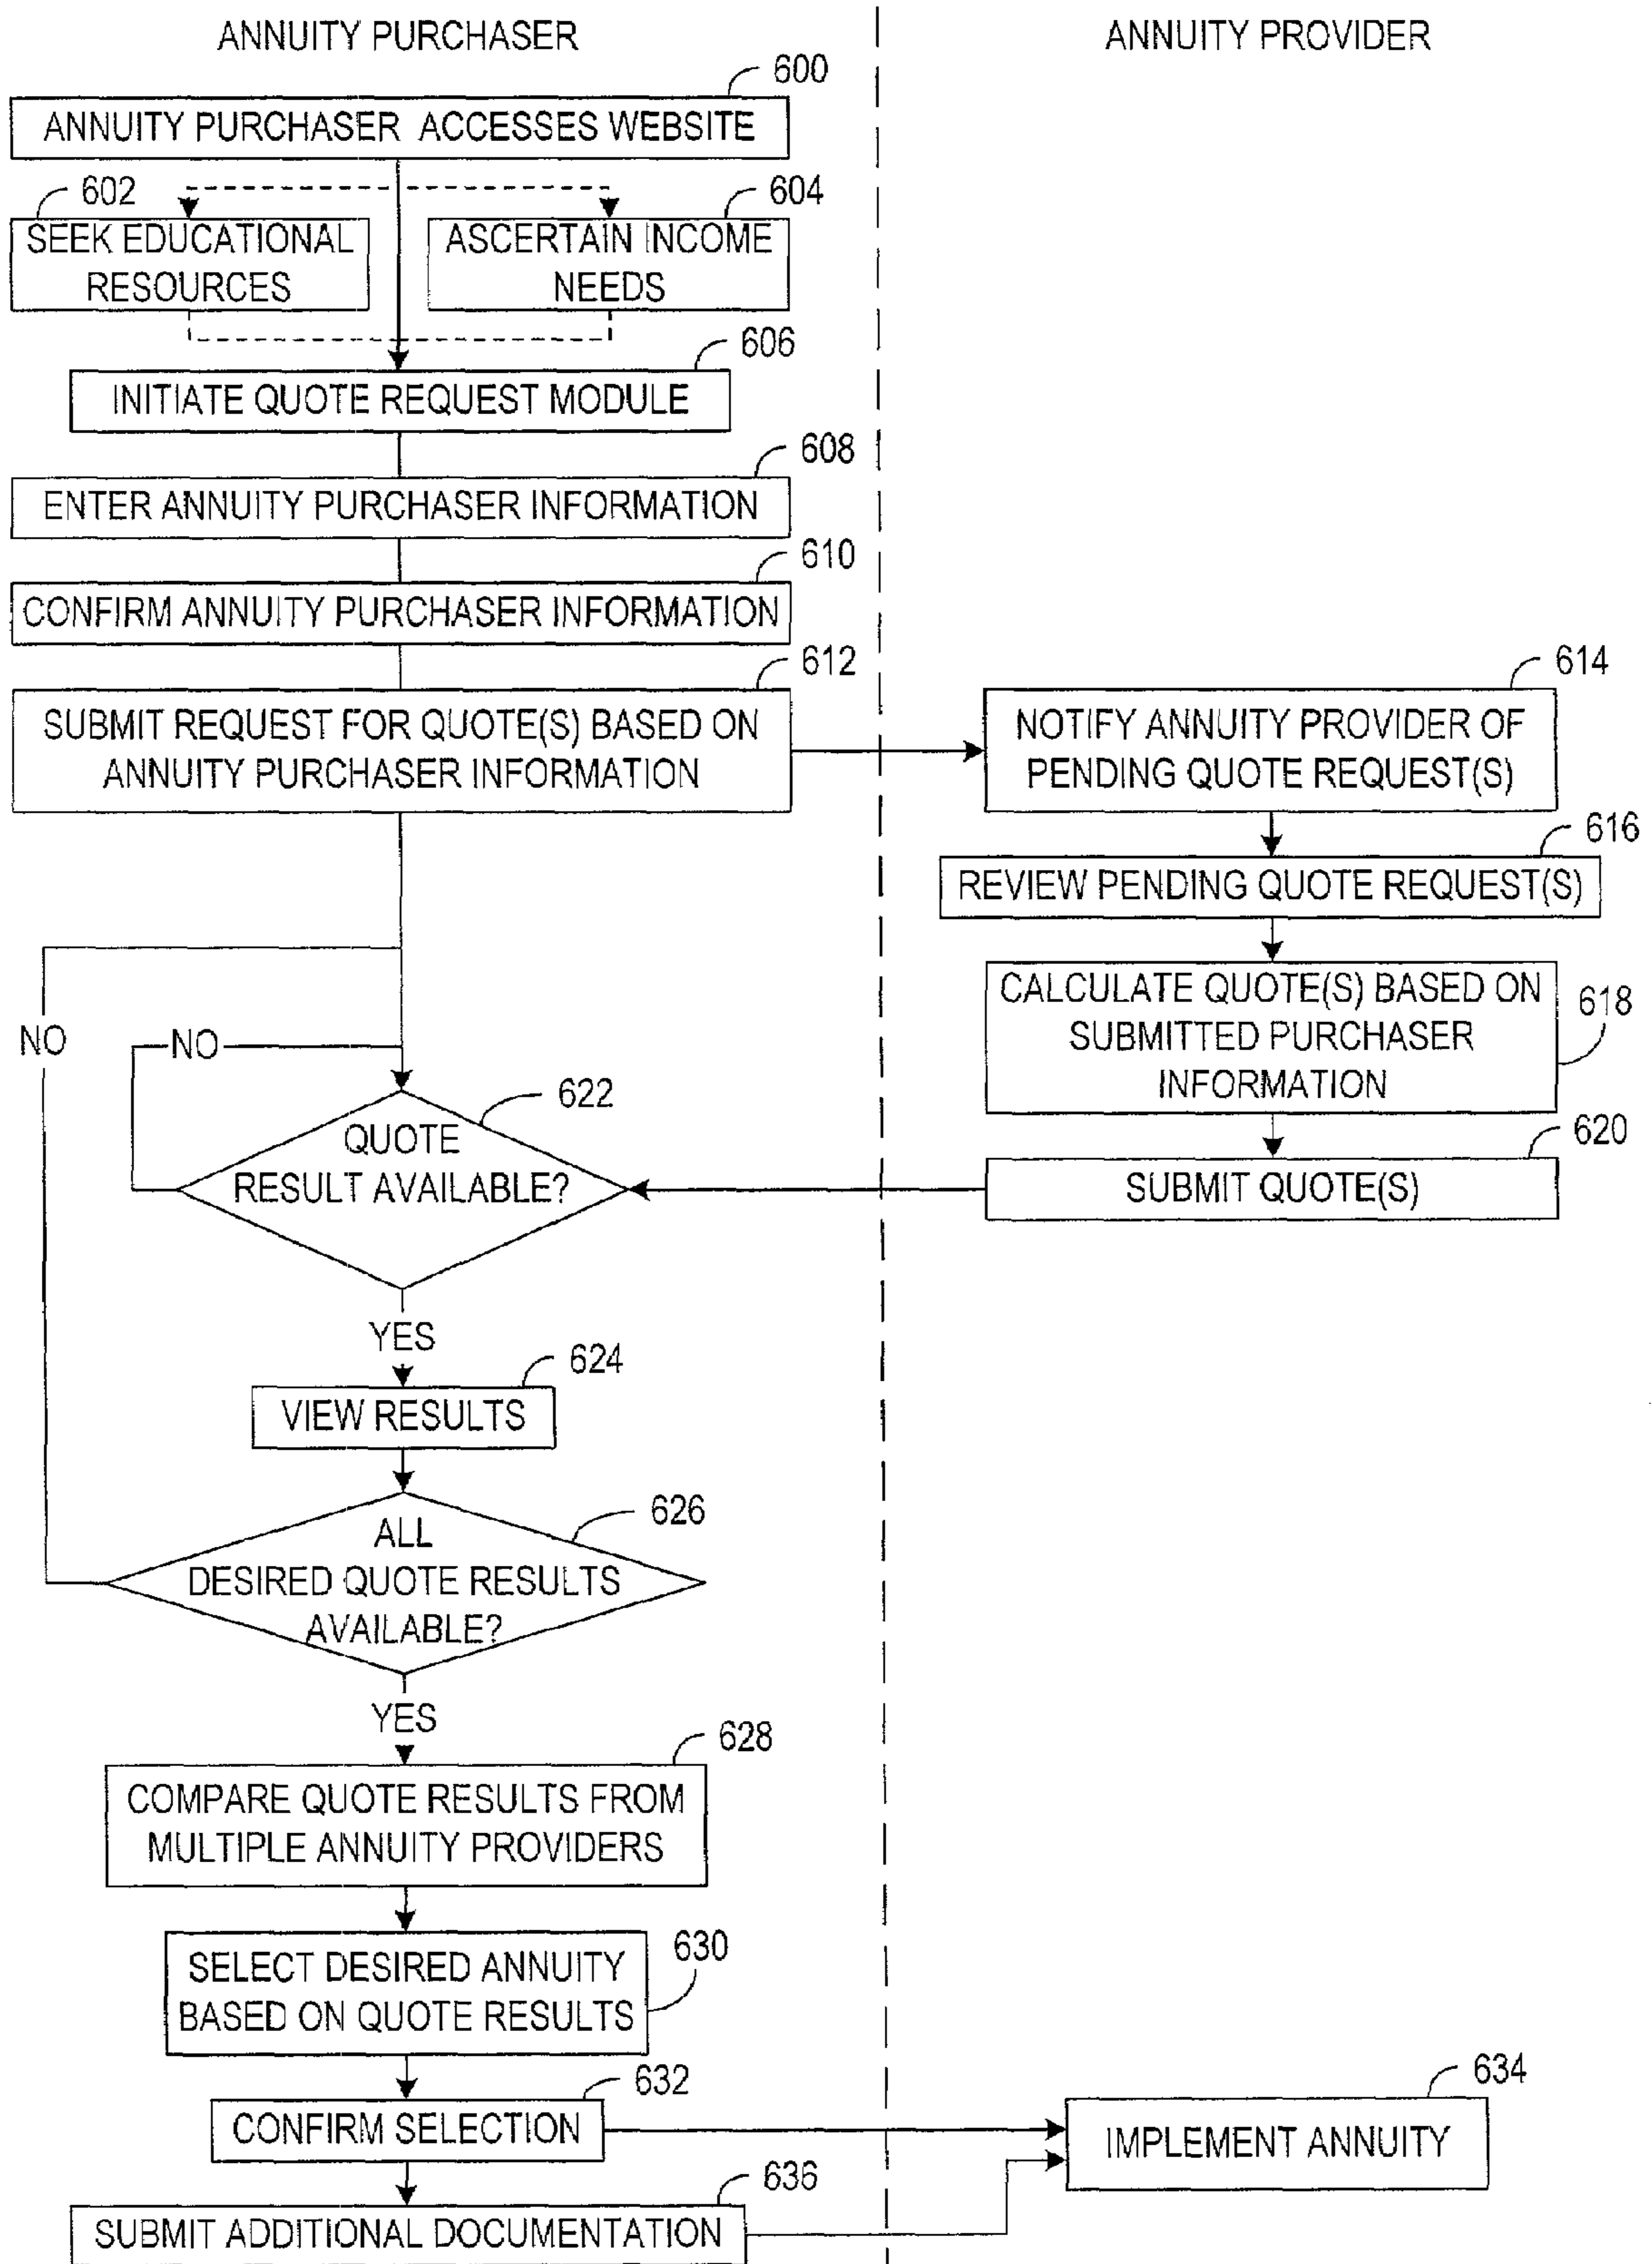 ANNUITY PURCHASER
ANNUITY PROVIDER
600
ANNUITY PURCHASER ACCESSES WEBSITE
602
604
SEEK EDUCATIONAL
RESOURCES
ASCERTAIN INCOME
NEEDS
606
INITIATE QUOTE REQUEST MODULE
608
ENTER ANNUITY PURCHASER INFORMATION
610
CONFIRM ANNUITY PURCHASER INFORMATION
612
SUBMIT REQUEST FOR QUOTE(S) BASED ON
ANNUITY PURCHASER INFORMATION
614
NOTIFY ANNUITY PROVIDER OF
PENDING QUOTE REQUEST(S)
616
REVIEW PENDING QUOTE REQUEST(S)
CALCULATE QUOTE(S) BASED ON
SUBMITTED PURCHASER
INFORMATION
618
620
SUBMIT QUOTE(S)
NO
NO
622
QUOTE
RESULT AVAILABLE?
YES
624
VIEW RESULTS
626
ALL
DESIRED QUOTE RESULTS
AVAILABLE?
YES
628
COMPARE QUOTE RESULTS FROM
MULTIPLE ANNUITY PROVIDERS
630
SELECT DESIRED ANNUITY
BASED ON QUOTE RESULTS
632
CONFIRM SELECTION
634
IMPLEMENT ANNUITY
636
SUBMIT ADDITIONAL DOCUMENTATION